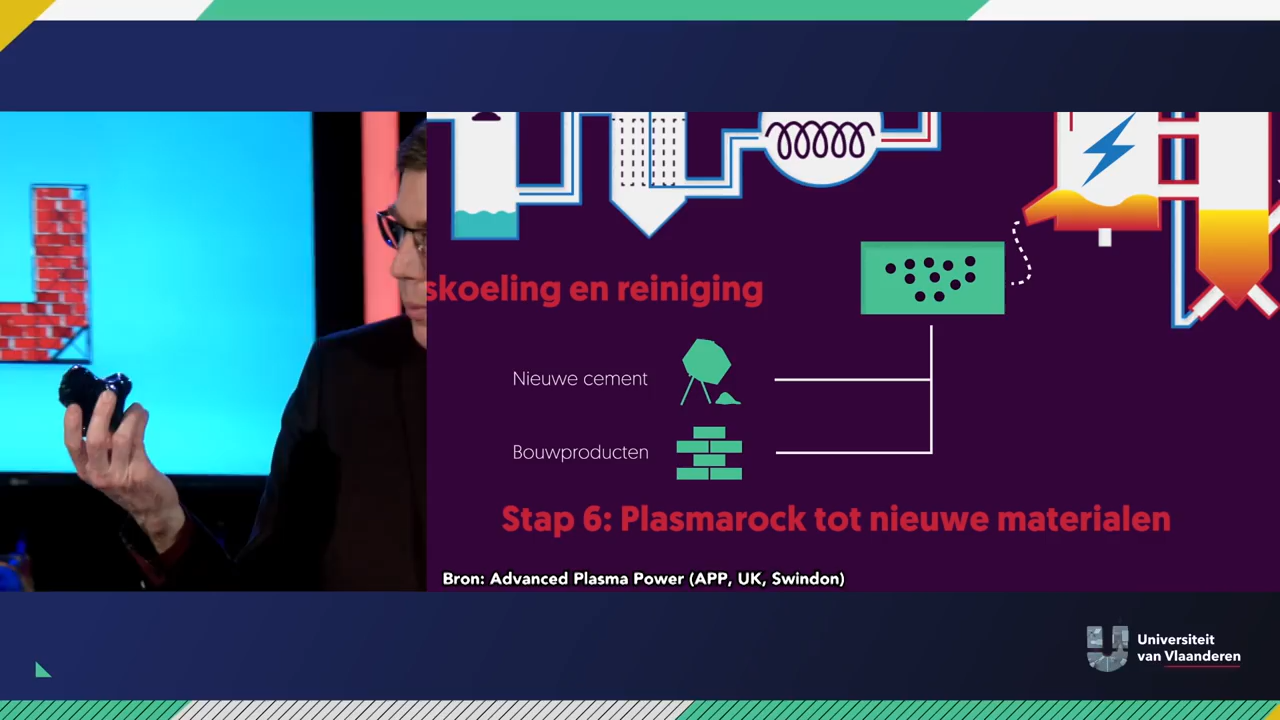 skoeling en reiniging
Nieuwe cement
Bouwproducten
Stap 6: Plasmarock tot nieuwe materialen
Bron: Advanced Plasma Power (APP, UK, Swindon)
Universiteit
van Vlaanderen